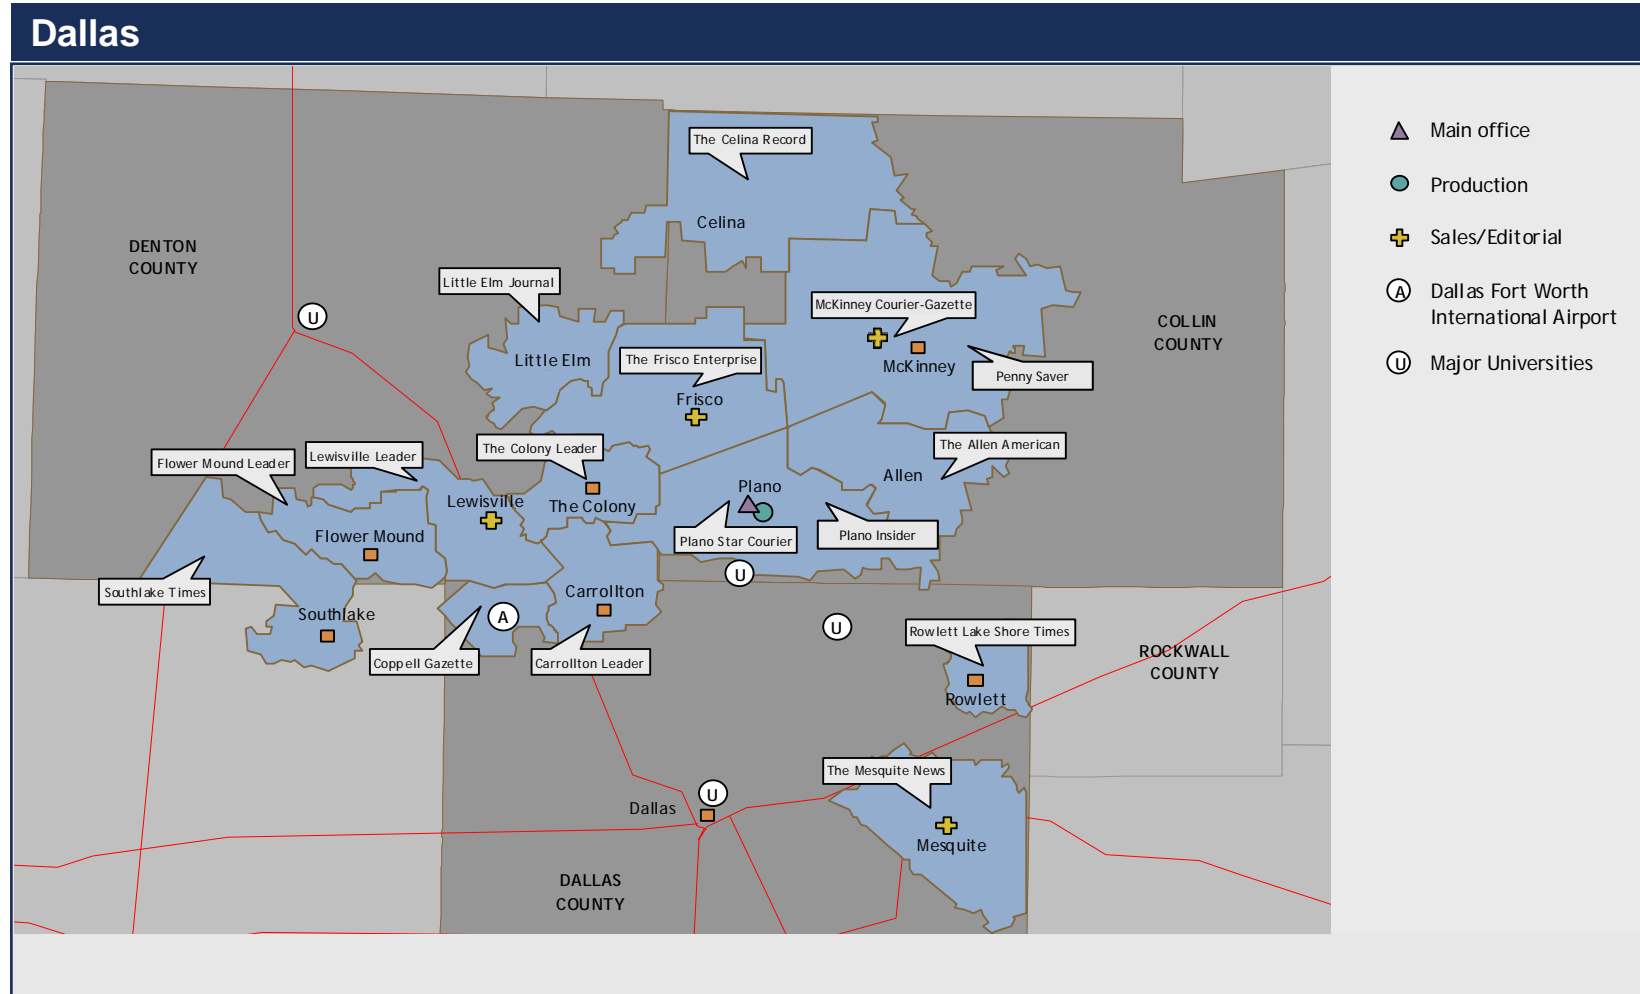 Dallas
The Celina Record
Celina
DENTON
COUNTY
Little Elm Journal
McKinney Courier-Gazette
U
COLLIN
COUNTY
Little Elm
The Frisco Enterprise
McKinney
Penny Saver
Frisco
The Colony Leader
The Allen American
Lewisville Leader
Flower Mound Leader
Allen
Plano
Lewisville
The Colony
Flower Mound
Plano Star Courier
Plano Insider
U
Southlake Times
Carrollton
Southlake
A
U
Rowlett Lake Shore Times
ROCKWALL
COUNTY
Coppell Gazette
Carrollton Leader
Rowlett
The Mesquite News
U
Dallas
Mesquite
DALLAS
COUNTY
Main office
Production
Sales/Editorial
A
Dallas Fort Worth
International Airport
U
Major Universities